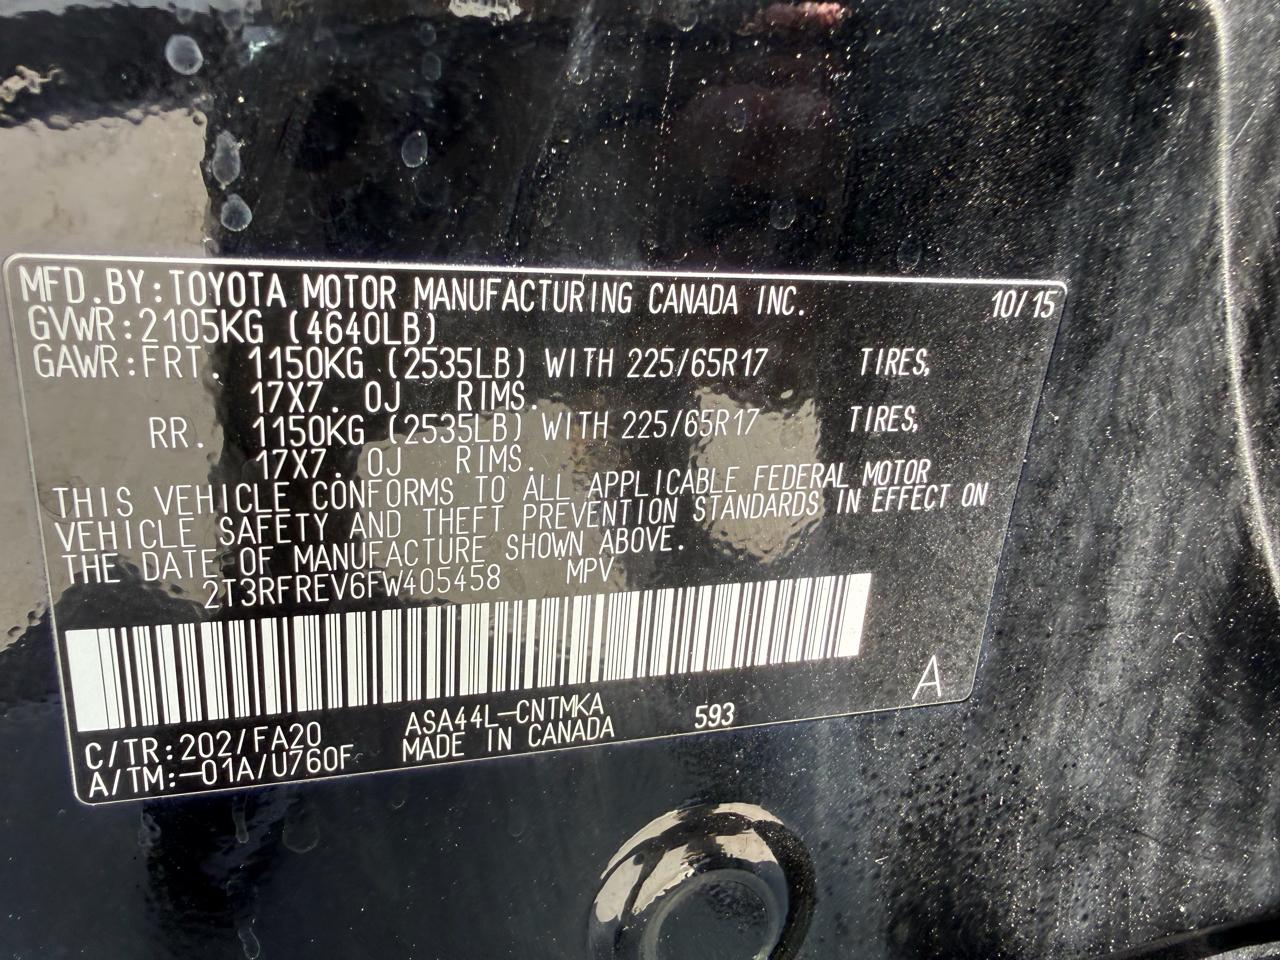 MFD.BY:TOYOTA MOTOR MANUFACTURING CANADA INC. 10/15
GVWR:2105KG (4640LB)
GAWR:FRT. 1150KG (2535LB) WITH 225/65R17 TIRES,
17X7. 0J RIMS.
RR. 1150KG (2535LB) WITH 225/65R17 TIRES,
17X7. 0J RIMS.
THIS VEHICLE CONFORMS TO ALL APPLICABLE FEDERAL MOTOR
VEHICLE SAFETY AND THEFT PREVENTION STANDARDS IN EFFECT ON
THE DATE OF MANUFACTURE SHOWN ABOVE.
2T3RFREV6FW405458 MPV
A
C/TR:202/FA20 ASA44L-CNTMKA 593
A/TM:-01A/U760F MADE IN CANADA